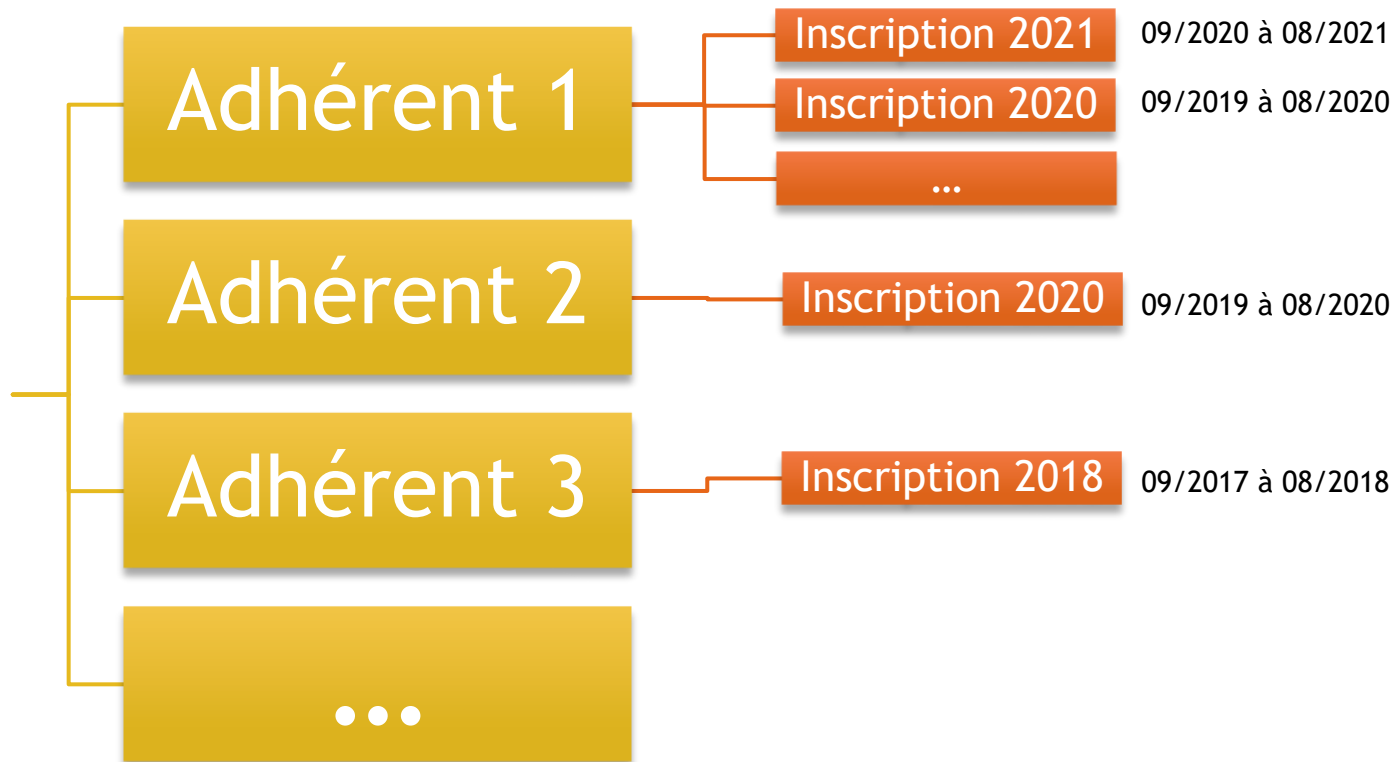 Adhérent 1
Inscription 2021
09/2020 à 08/2021
Inscription 2020
09/2019 à 08/2020
...
Adhérent 2
Inscription 2020
09/2019 à 08/2020
Adhérent 3
Inscription 2018
09/2017 à 08/2018
...